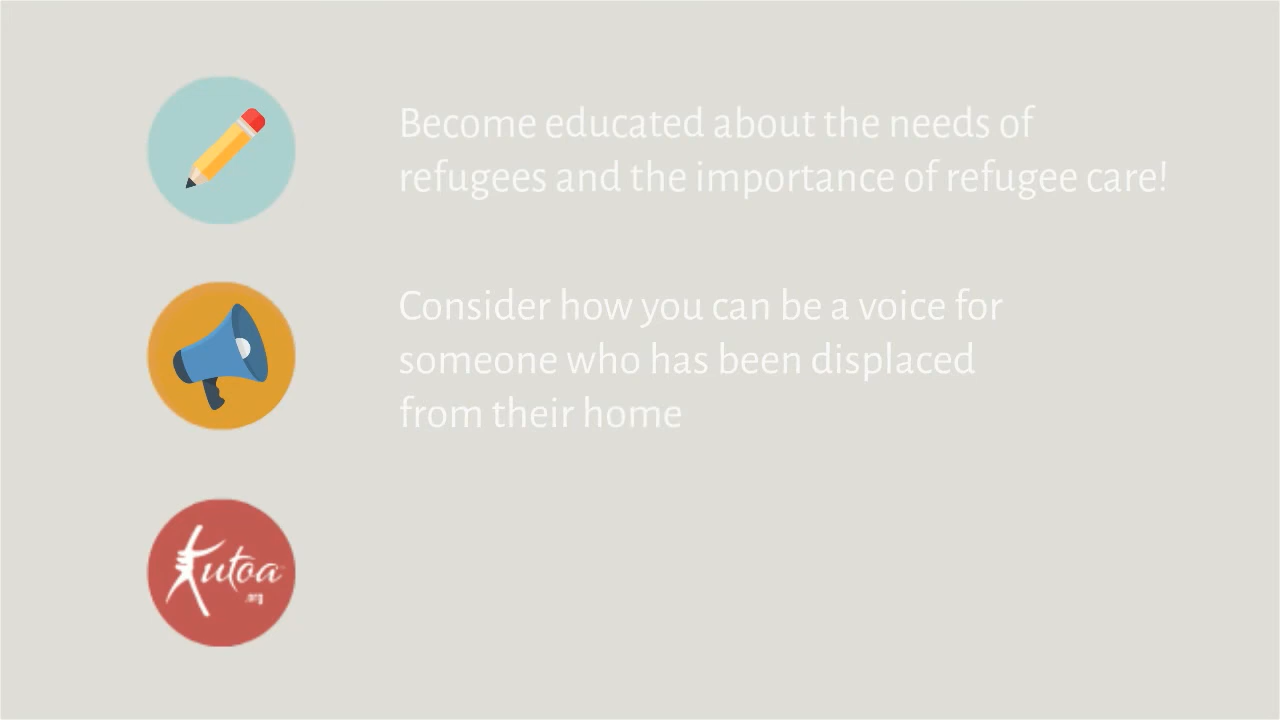 Become educated about the needs of
refugees and the importance of refugee care!
Consider how you can be a voice for
someone who has been displaced
from their home
Kutoa
.org